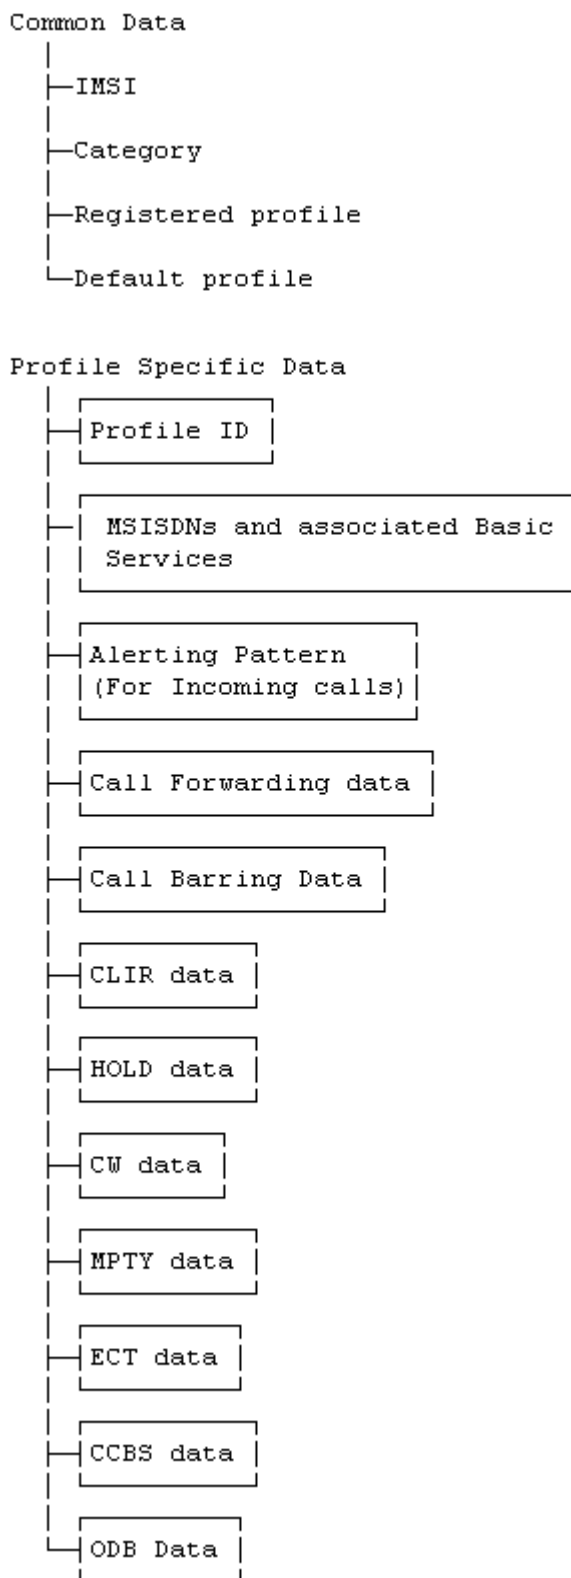 Common Data
IMSI
Category
Registered profile
Default profile
Profile Specific Data
Profile ID
MSISDNs and associated Basic
Services
Alerting Pattern
(For Incoming calls)
Call Forwarding data
Call Barring Data
CLIR data
HOLD data
CW data
MPTY data
ECT data
CCBS data
ODB Data